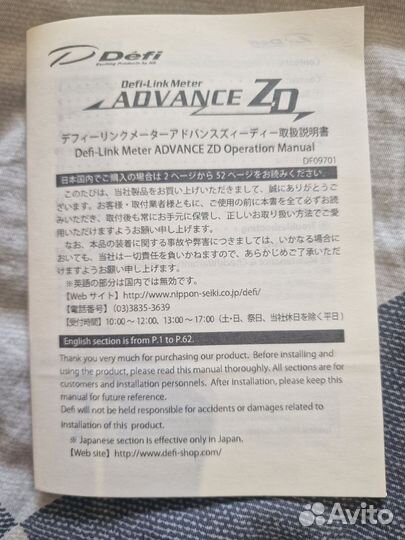 Defi
Exciting Products by NS
Defi-Link Meter
ADVANCE ZD
デフィーリンクメーターアドバンスズィーディー取扱説明書
Defi-Link Meter ADVANCE ZD Operation Manual
DF09701
日本国内でご購入の場合は2ページから52ページをお読みください。
このたびは、当社製品をお買い上げいただきまして、誠にありがとうご
ざいます。お客様・取付業者様ともに、ご使用の前に本書を全て必ずお読
みいただき、取付後も常にお手元に保管し、正しいお取り扱い方法でご愛
用いただけますようお願い申し上げます。
なお、本品の装着に関する事故や弊害につきましては、いかなる場合に
おいても、当社は一切責任を負いかねますので、あらかじめご了承いただ
けますようお願い申し上げます。
※英語の部分は国内では無効です。
【Web サイト】http://www.nippon-seiki.co.jp/defi/
【電話番号】(03)3835-3639
【受付時間】10:00～12:00、13:00～17:00（土・日、祭日、当社休日を除く平日）
English section is from P.1 to P.62.
Thank you very much for purchasing our product. Before installing and
using the product, please read this manual thoroughly. All sections are for
customers and installation personnels. After installation, please keep this
manual for future reference.
Defi will not be held responsible for accidents or damages related to
installation of this product.
※ Japanese section is effective only in Japan.
【Web site】http://www.defi-shop.com/
Avito